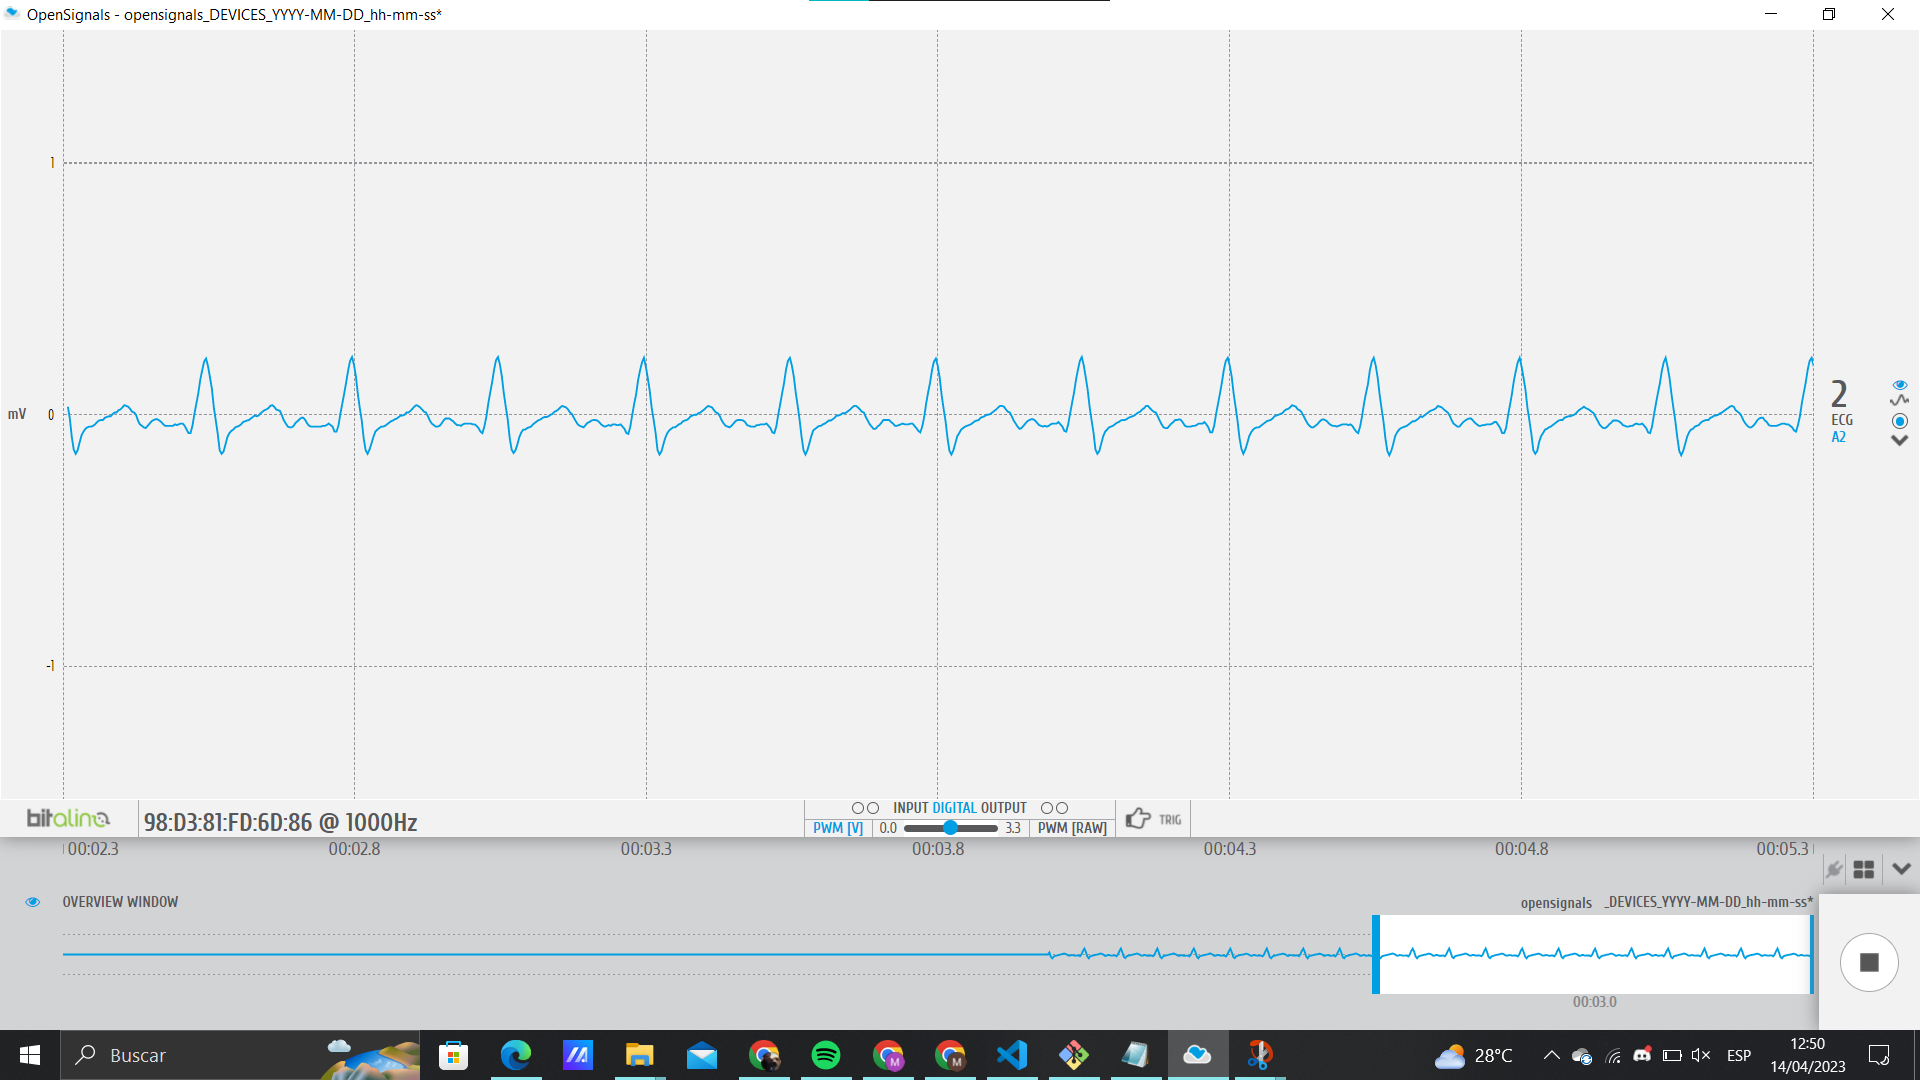 OpenSignals - opensignals_DEVICES_YYYY-MM-DD_hh-mm-ss*
1
mV 0
-1
2
ECG
A2
bitalino 98:D3:81:FD:6D:86 @ 1000Hz
INPUT DIGITAL OUTPUT
PWM [V] 0.0 3.3 PWM [RAW]
TRIG
00:02.3 00:02.8 00:03.3 00:03.8 00:04.3 00:04.8 00:05.3
OVERVIEW WINDOW
opensignals _DEVICES_YYYY-MM-DD_hh-mm-ss*
00:03.0
Buscar
M
M
28°C
ESP
12:50
14/04/2023